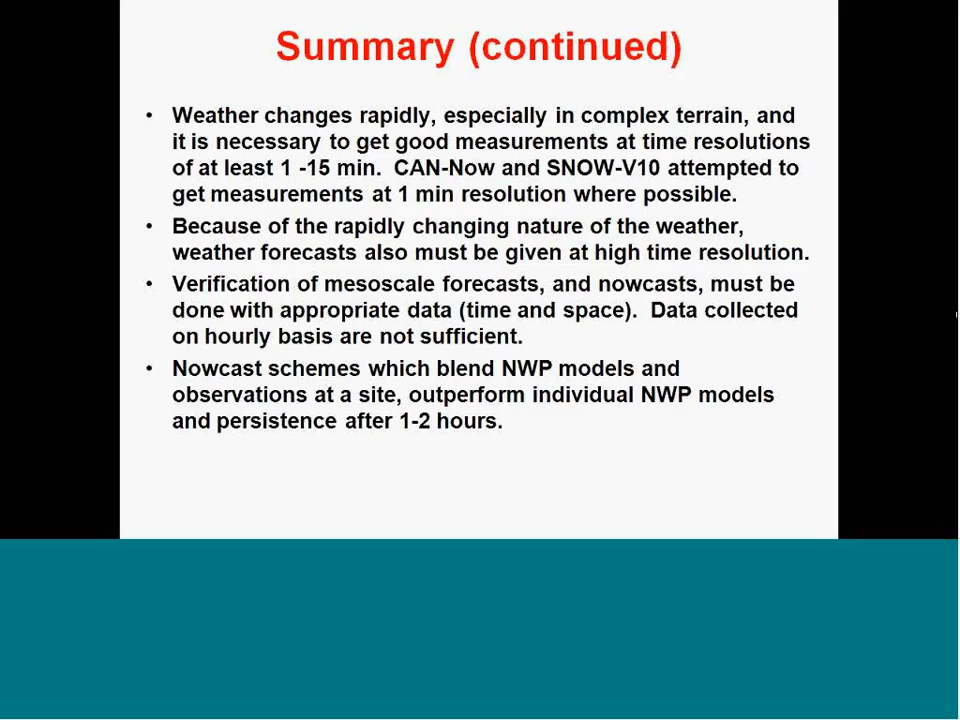 Summary (continued)
• Weather changes rapidly, especially in complex terrain, and
it is necessary to get good measurements at time resolutions
of at least 1 -15 min.  CAN-Now and SNOW-V10 attempted to
get measurements at 1 min resolution where possible.
• Because of the rapidly changing nature of the weather,
weather forecasts also must be given at high time resolution.
• Verification of mesoscale forecasts, and nowcasts, must be
done with appropriate data (time and space).  Data collected
on hourly basis are not sufficient.
• Nowcast schemes which blend NWP models and
observations at a site, outperform individual NWP models
and persistence after 1-2 hours.